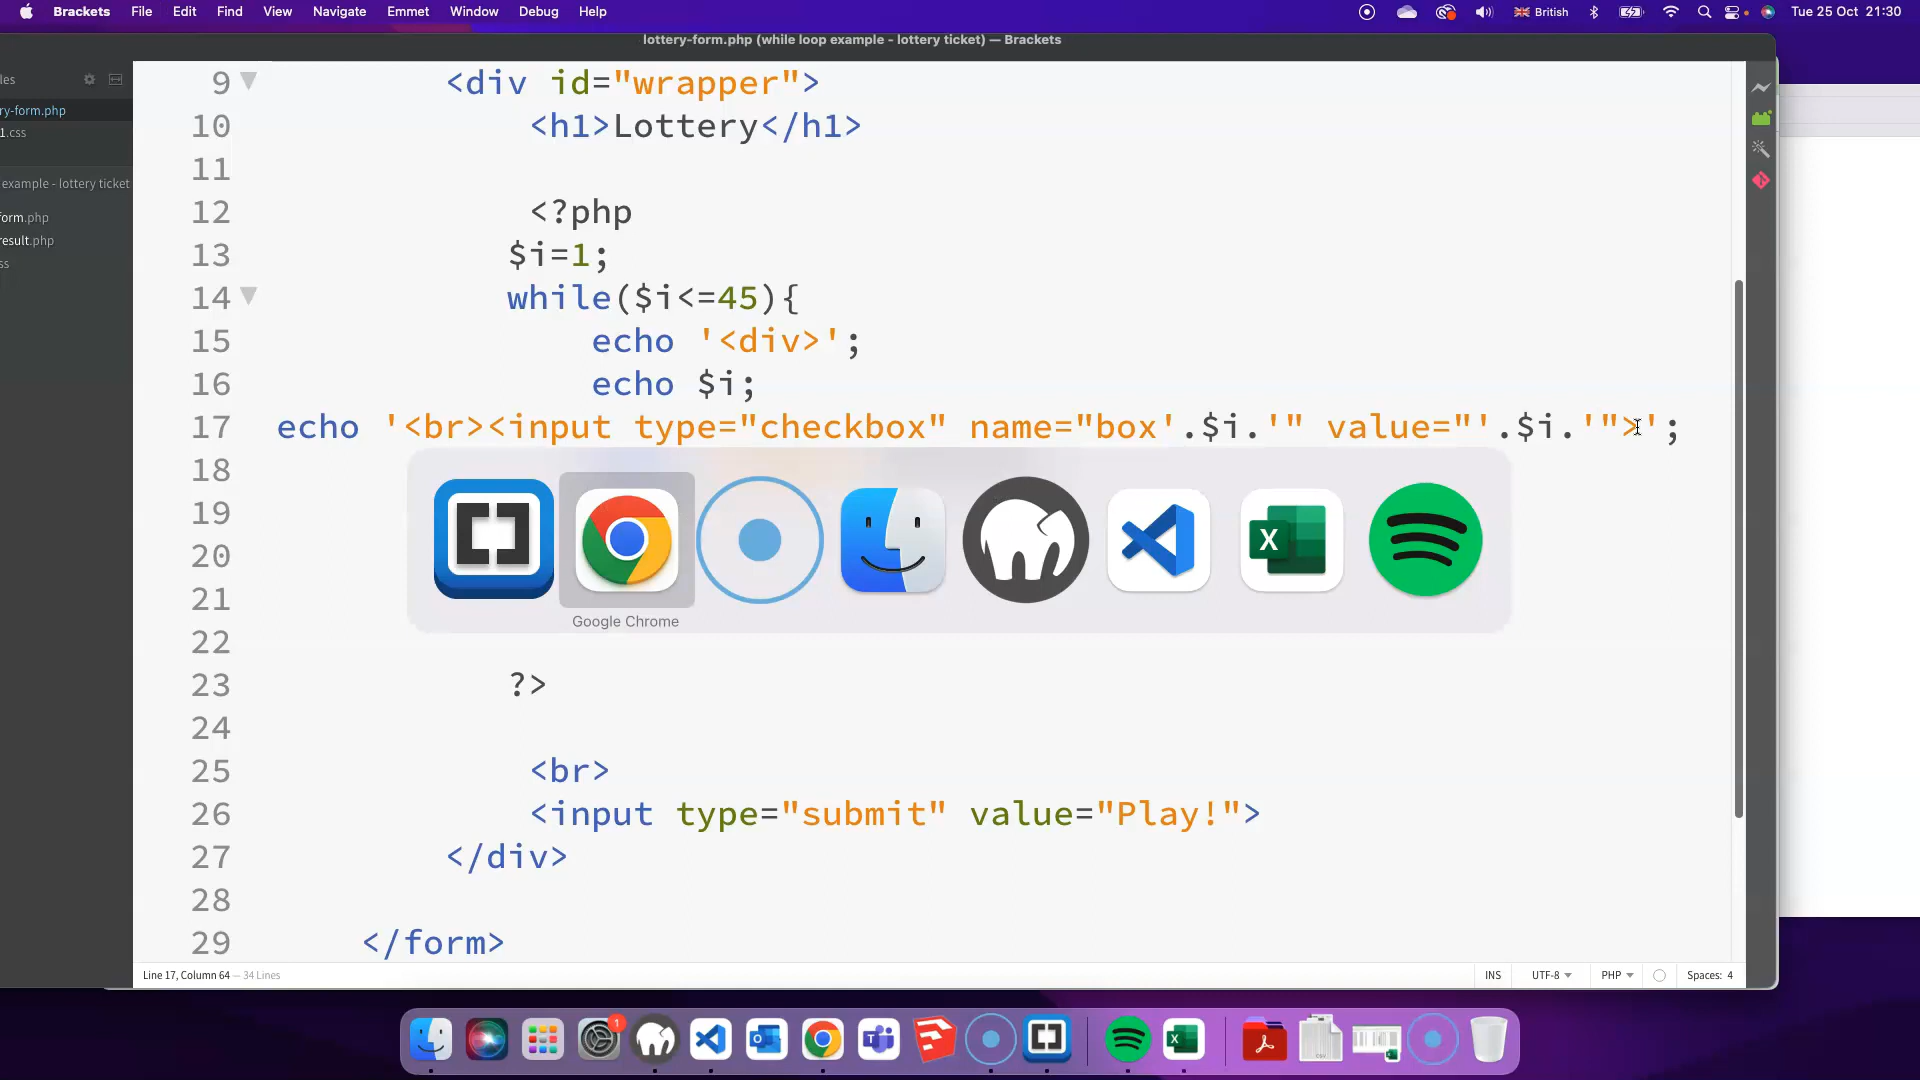 Brackets File Edit Find View Navigate Emmet Window Debug Help British Tue 25 Oct 21:30
lottery-form.php (while loop example - lottery ticket) — Brackets
les
ry-form.php
1.css
example - lottery ticket
form.php
result.php
ss
9 <div id="wrapper">
10 <h1>Lottery</h1>
11
12 <?php
13 $i=1;
14 while($i<=45){
15 echo '<div>';
16 echo $i;
17 echo '<br><input type="checkbox" name="box'.$i.'" value="'.$i.'">';
18
19
20
21
22
23 ?>
24
25 <br>
26 <input type="submit" value="Play!">
27 </div>
28
29 </form>
X
Google Chrome
Line 17, Column 64 — 34 Lines
INS UTF-8 PHP Spaces: 4
1